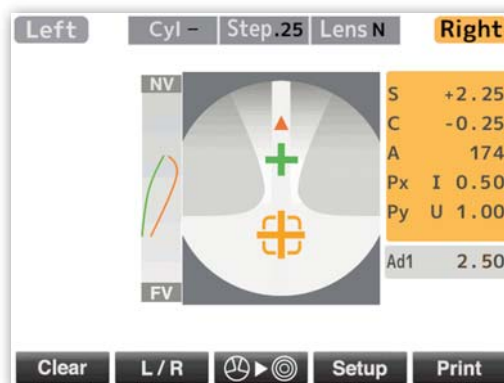 Left Cyl – Step.25 Lens N Right
NV
S +2.25
C -0.25
A 174
Px I 0.50
Py U 1.00
Ad1 2.50
FV
Clear L/R Setup Print